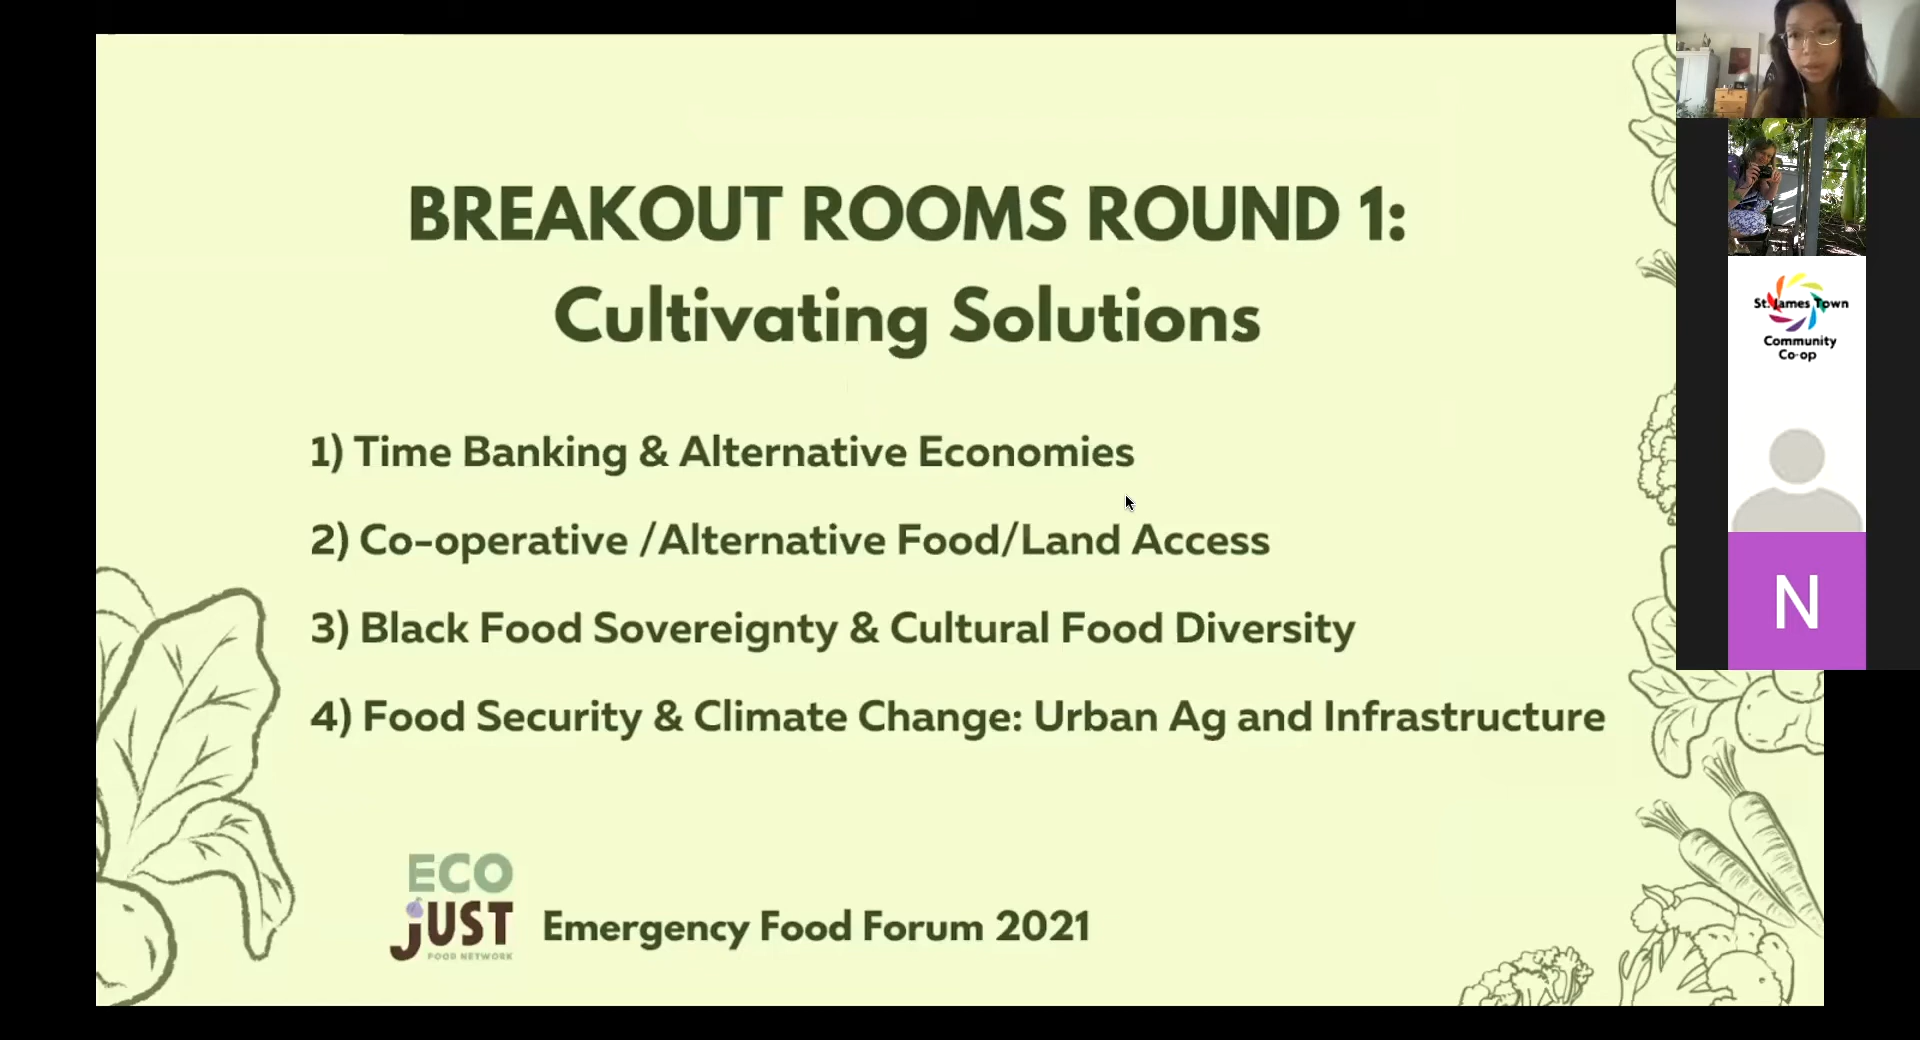 BREAKOUT ROOMS ROUND 1:
Cultivating Solutions
1) Time Banking & Alternative Economies
2) Co-operative /Alternative Food/Land Access
3) Black Food Sovereignty & Cultural Food Diversity
4) Food Security & Climate Change: Urban Ag and Infrastructure
ECO
jUST
FOOD NETWORK
Emergency Food Forum 2021
St. James Town
Community
Co-op
N